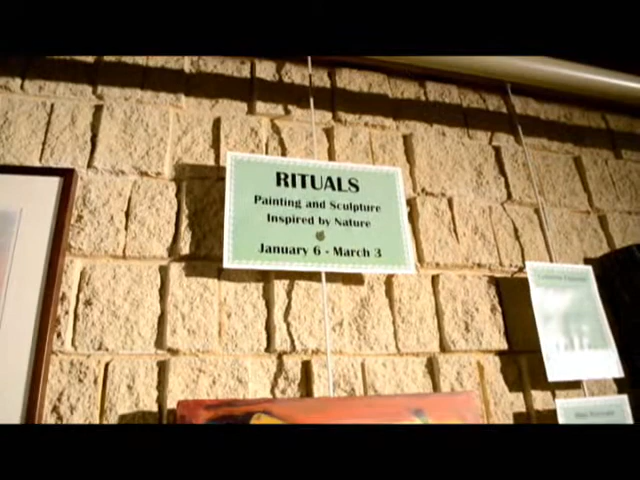 RITUALS
Painting and Sculpture
Inspired by Nature
January 6 - March 3